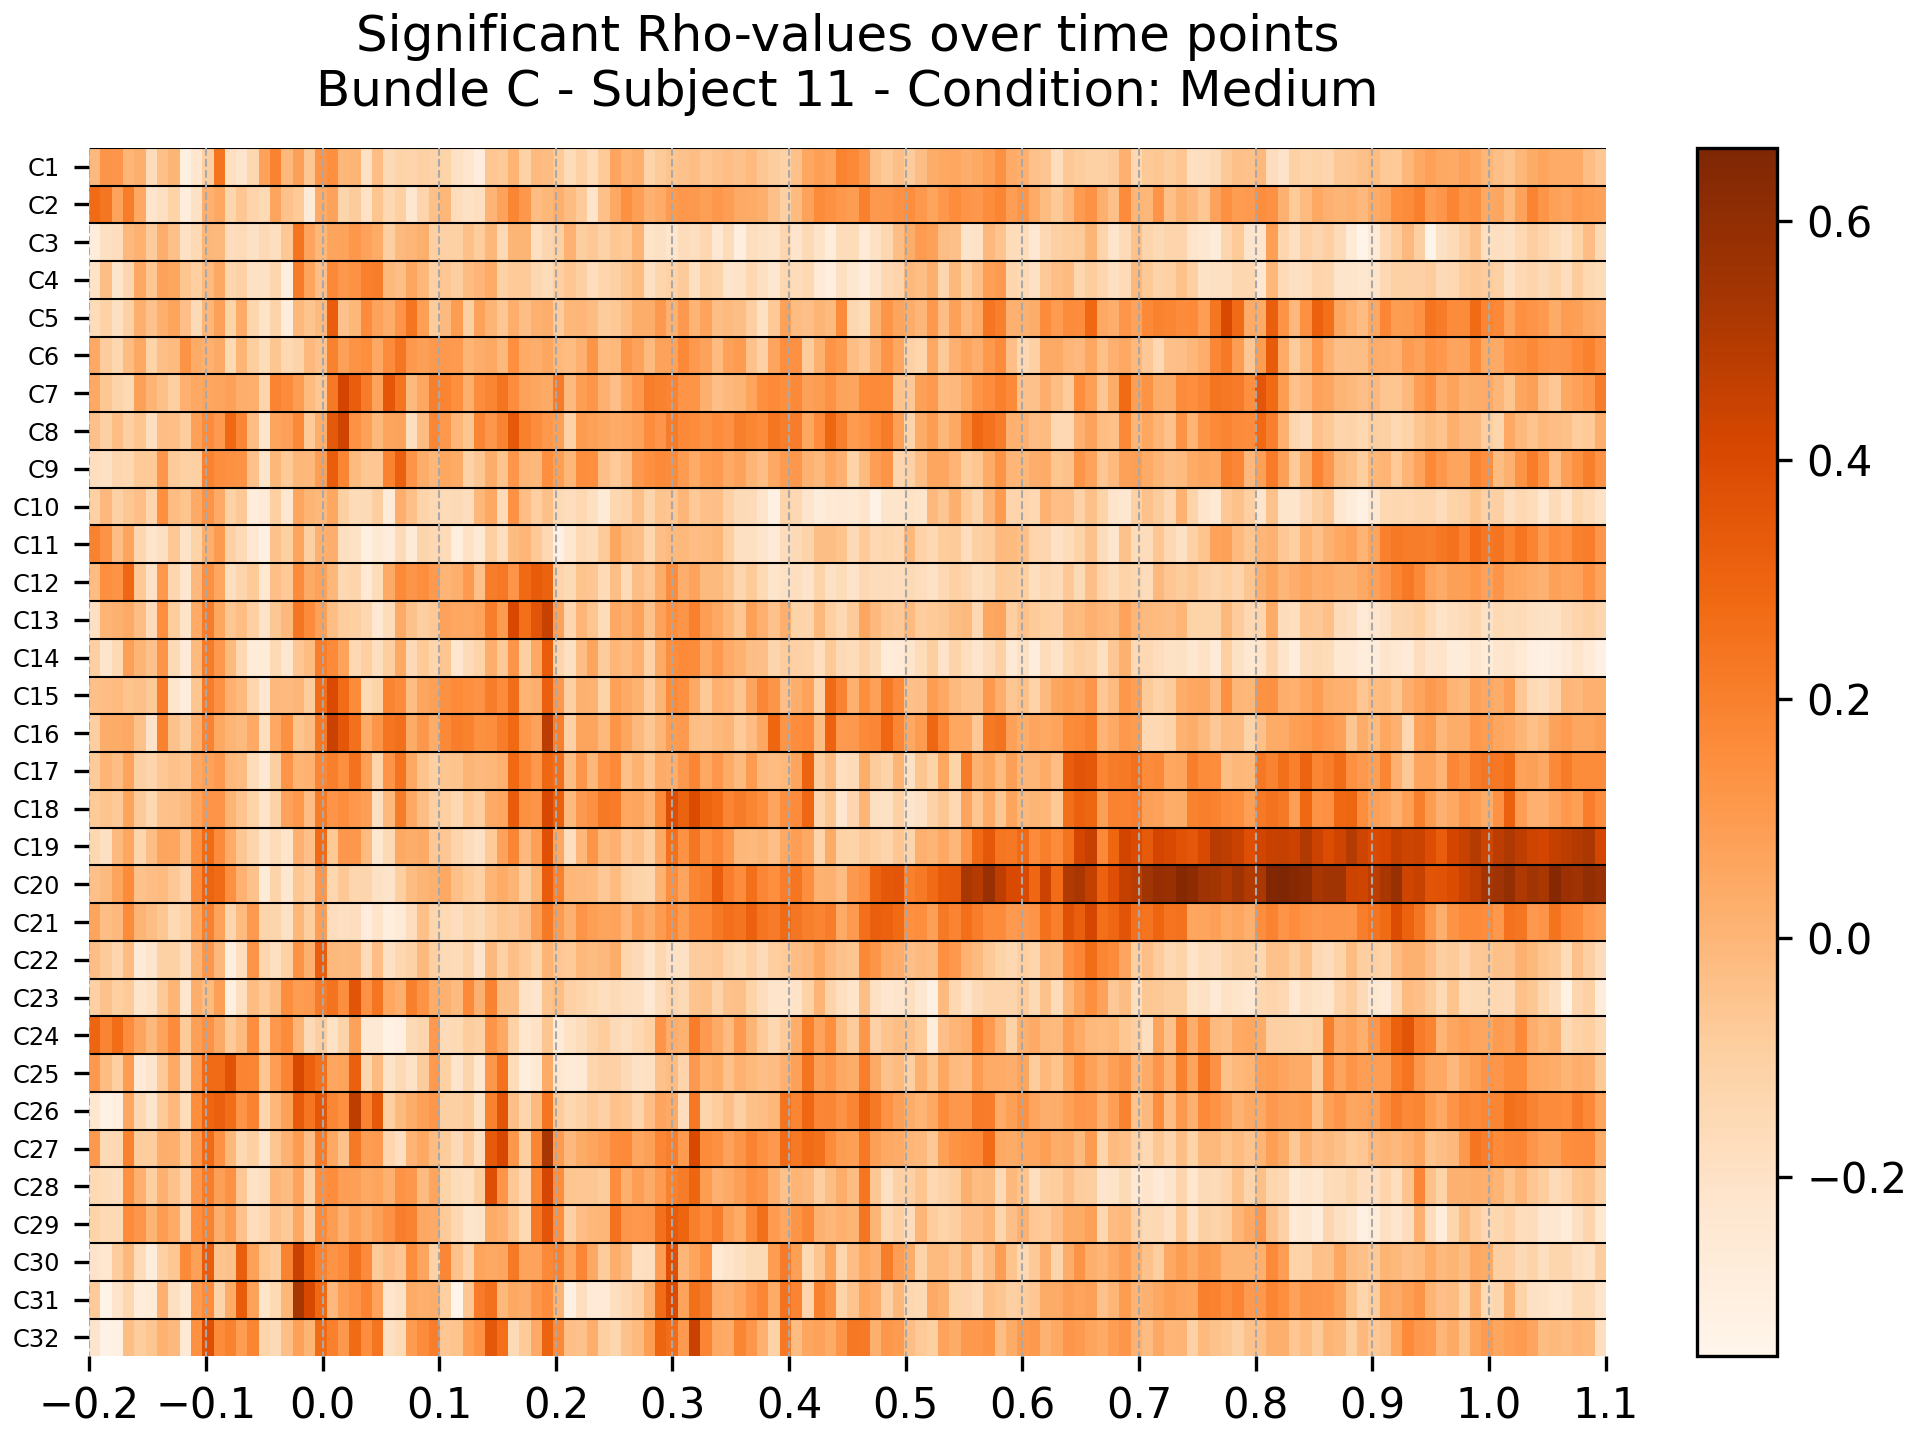 Significant Rho-values over time points
Bundle C - Subject 11 - Condition: Medium
C1
C2
C3
C4
C5
C6
C7
C8
C9
C10
C11
C12
C13
C14
C15
C16
C17
C18
C19
C20
C21
C22
C23
C24
C25
C26
C27
C28
C29
C30
C31
C32
−0.2 −0.1 0.0 0.1 0.2 0.3 0.4 0.5 0.6 0.7 0.8 0.9 1.0 1.1
0.6
0.4
0.2
0.0
−0.2